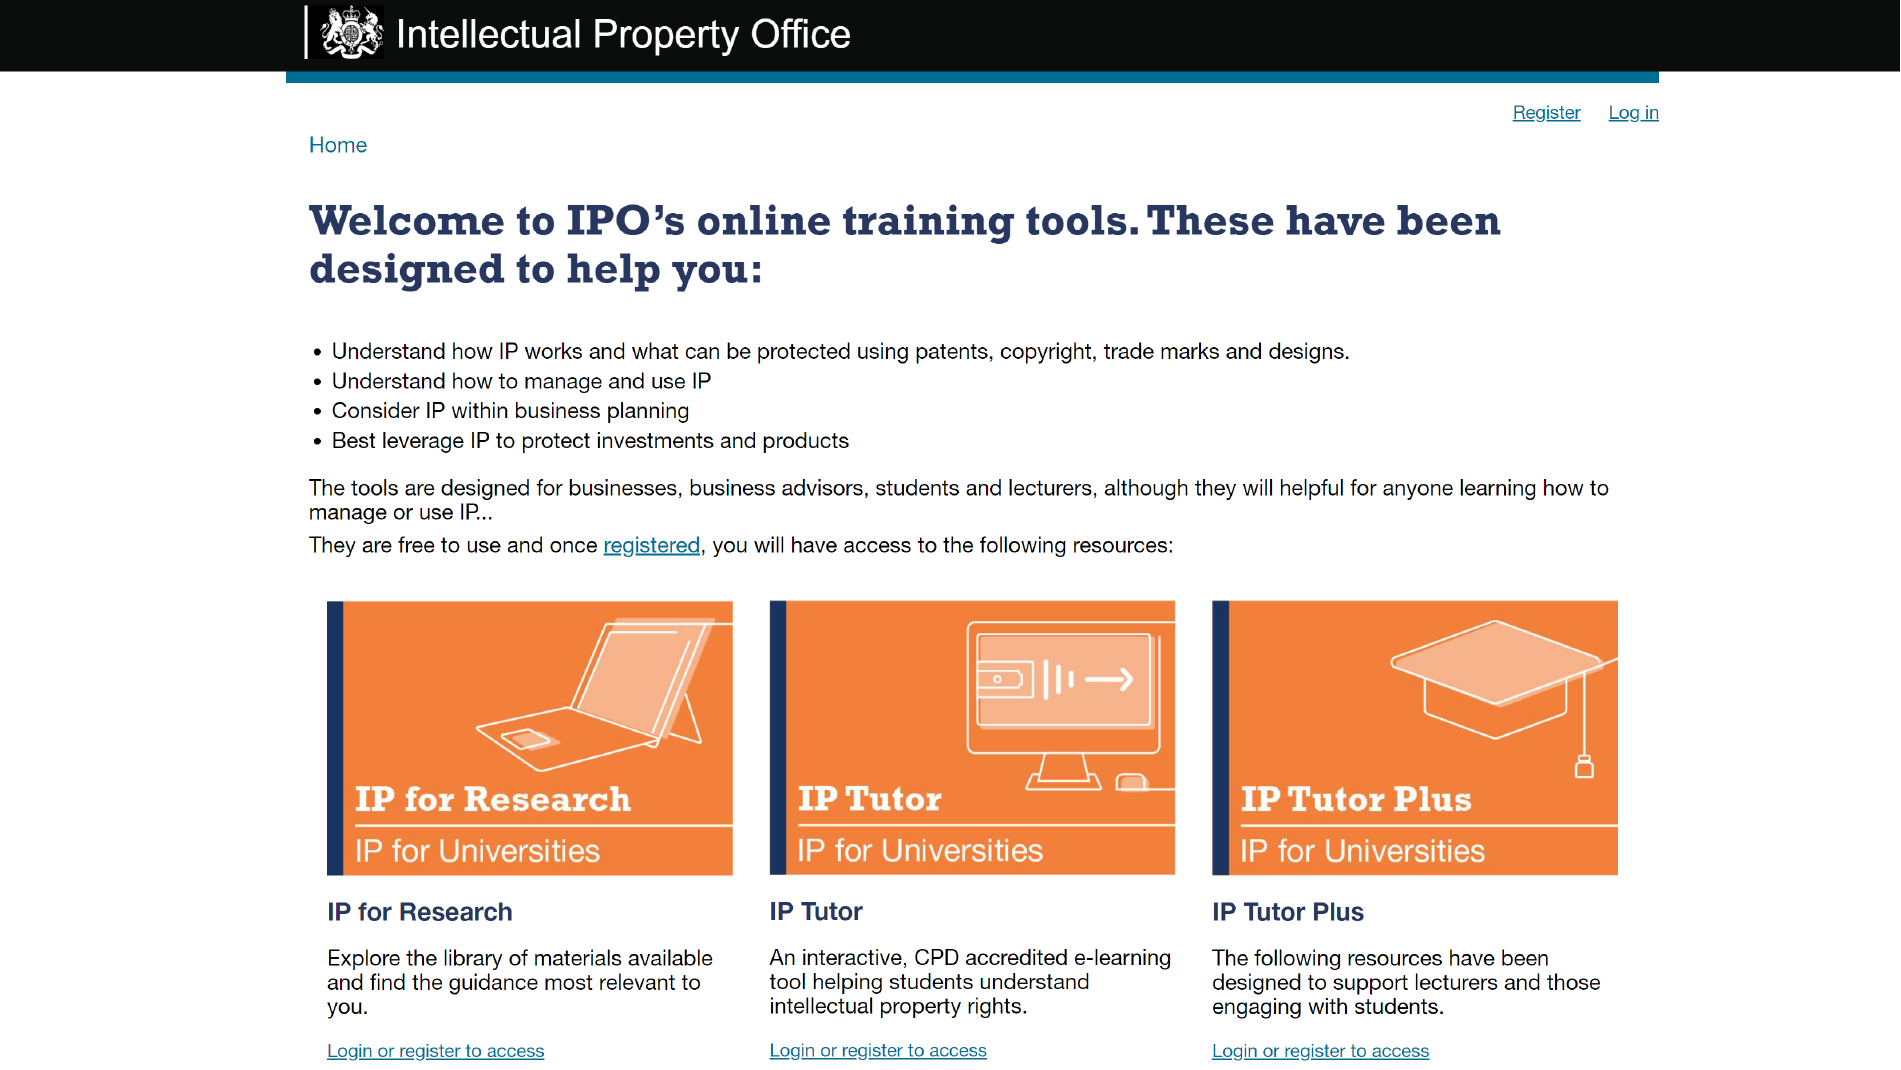 Intellectual Property Office
Register Log in
Home
Welcome to IPO’s online training tools. These have been
designed to help you:
• Understand how IP works and what can be protected using patents, copyright, trade marks and designs.
• Understand how to manage and use IP
• Consider IP within business planning
• Best leverage IP to protect investments and products
The tools are designed for businesses, business advisors, students and lecturers, although they will helpful for anyone learning how to
manage or use IP...
They are free to use and once registered, you will have access to the following resources:
IP for Research
IP for Universities
IP for Research
Explore the library of materials available
and find the guidance most relevant to
you.
Login or register to access
IP Tutor
IP for Universities
IP Tutor
An interactive, CPD accredited e-learning
tool helping students understand
intellectual property rights.
Login or register to access
IP Tutor Plus
IP for Universities
IP Tutor Plus
The following resources have been
designed to support lecturers and those
engaging with students.
Login or register to access